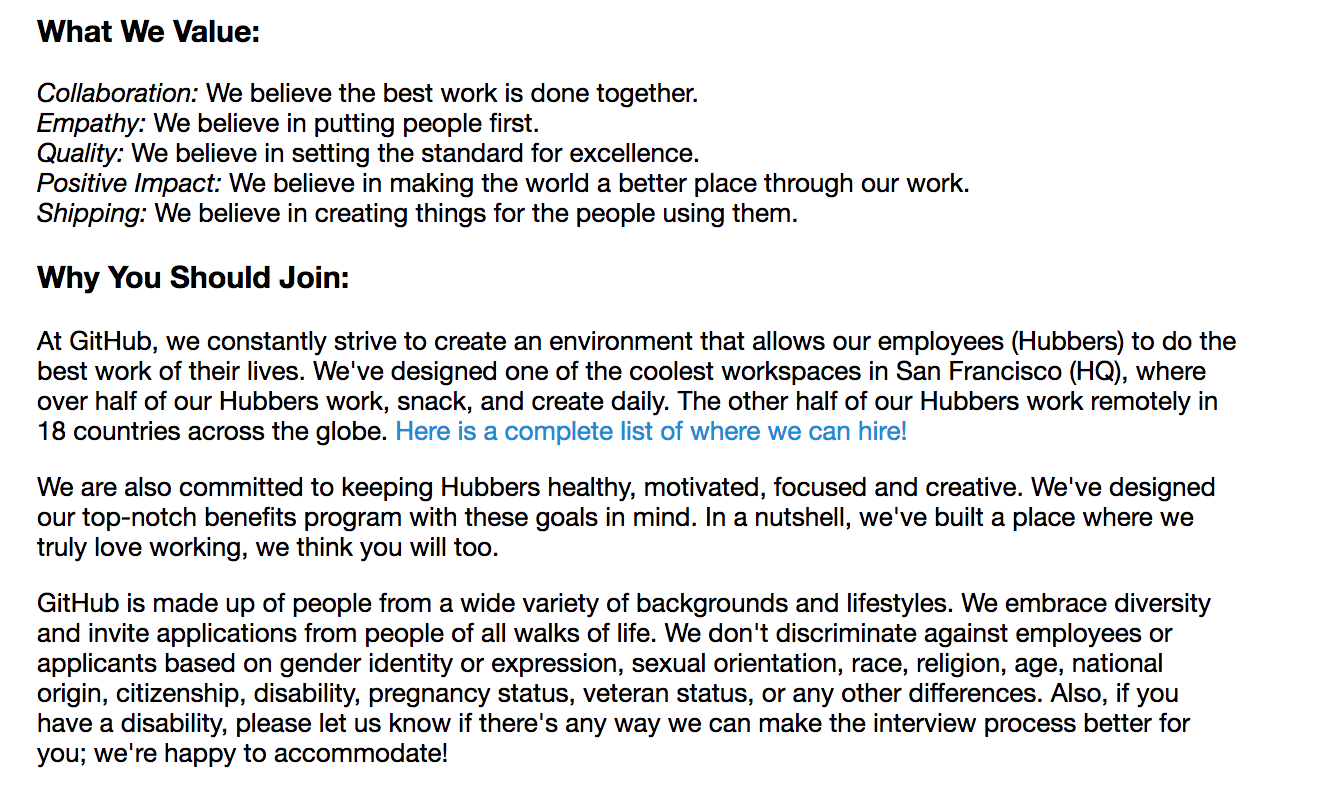 What We Value:
Collaboration: We believe the best work is done together.
Empathy: We believe in putting people first.
Quality: We believe in setting the standard for excellence.
Positive Impact: We believe in making the world a better place through our work.
Shipping: We believe in creating things for the people using them.
Why You Should Join:
At GitHub, we constantly strive to create an environment that allows our employees (Hubbers) to do the
best work of their lives. We've designed one of the coolest workspaces in San Francisco (HQ), where
over half of our Hubbers work, snack, and create daily. The other half of our Hubbers work remotely in
18 countries across the globe. Here is a complete list of where we can hire!
We are also committed to keeping Hubbers healthy, motivated, focused and creative. We've designed
our top-notch benefits program with these goals in mind. In a nutshell, we've built a place where we
truly love working, we think you will too.
GitHub is made up of people from a wide variety of backgrounds and lifestyles. We embrace diversity
and invite applications from people of all walks of life. We don't discriminate against employees or
applicants based on gender identity or expression, sexual orientation, race, religion, age, national
origin, citizenship, disability, pregnancy status, veteran status, or any other differences. Also, if you
have a disability, please let us know if there's any way we can make the interview process better for
you; we're happy to accommodate!